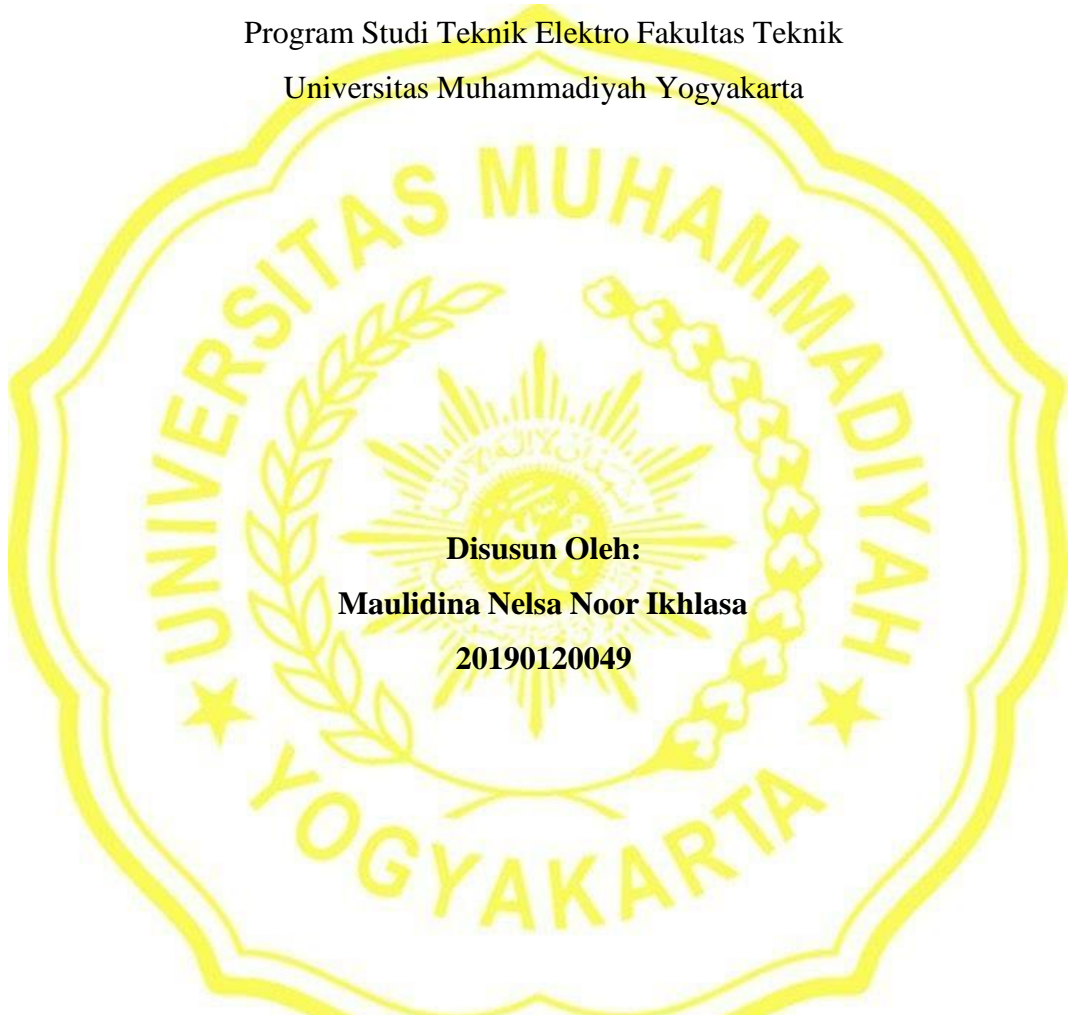 Program Studi Teknik Elektro Fakultas Teknik
Universitas Muhammadiyah Yogyakarta
UNIVERSITAS MUHAMMADIYAH
Disusun Oleh:
Maulidina Nelsa Noor Ikhlasa
20190120049
YOGYAKARTA